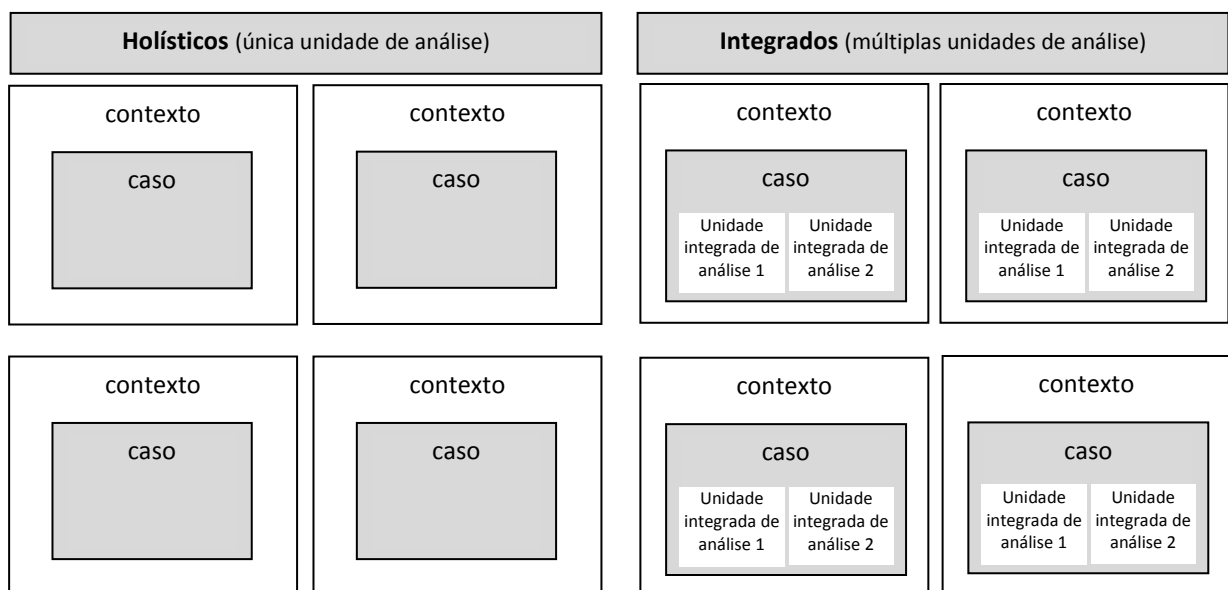 Holísticos (única unidade de análise)
Integrados (múltiplas unidades de análise)
contexto
caso
contexto
caso
contexto
caso
Unidade
integrada de
análise 1
Unidade
integrada de
análise 2
contexto
caso
Unidade
integrada de
análise 1
Unidade
integrada de
análise 2
contexto
caso
contexto
caso
contexto
caso
Unidade
integrada de
análise 1
Unidade
integrada de
análise 2
contexto
caso
Unidade
integrada de
análise 1
Unidade
integrada de
análise 2